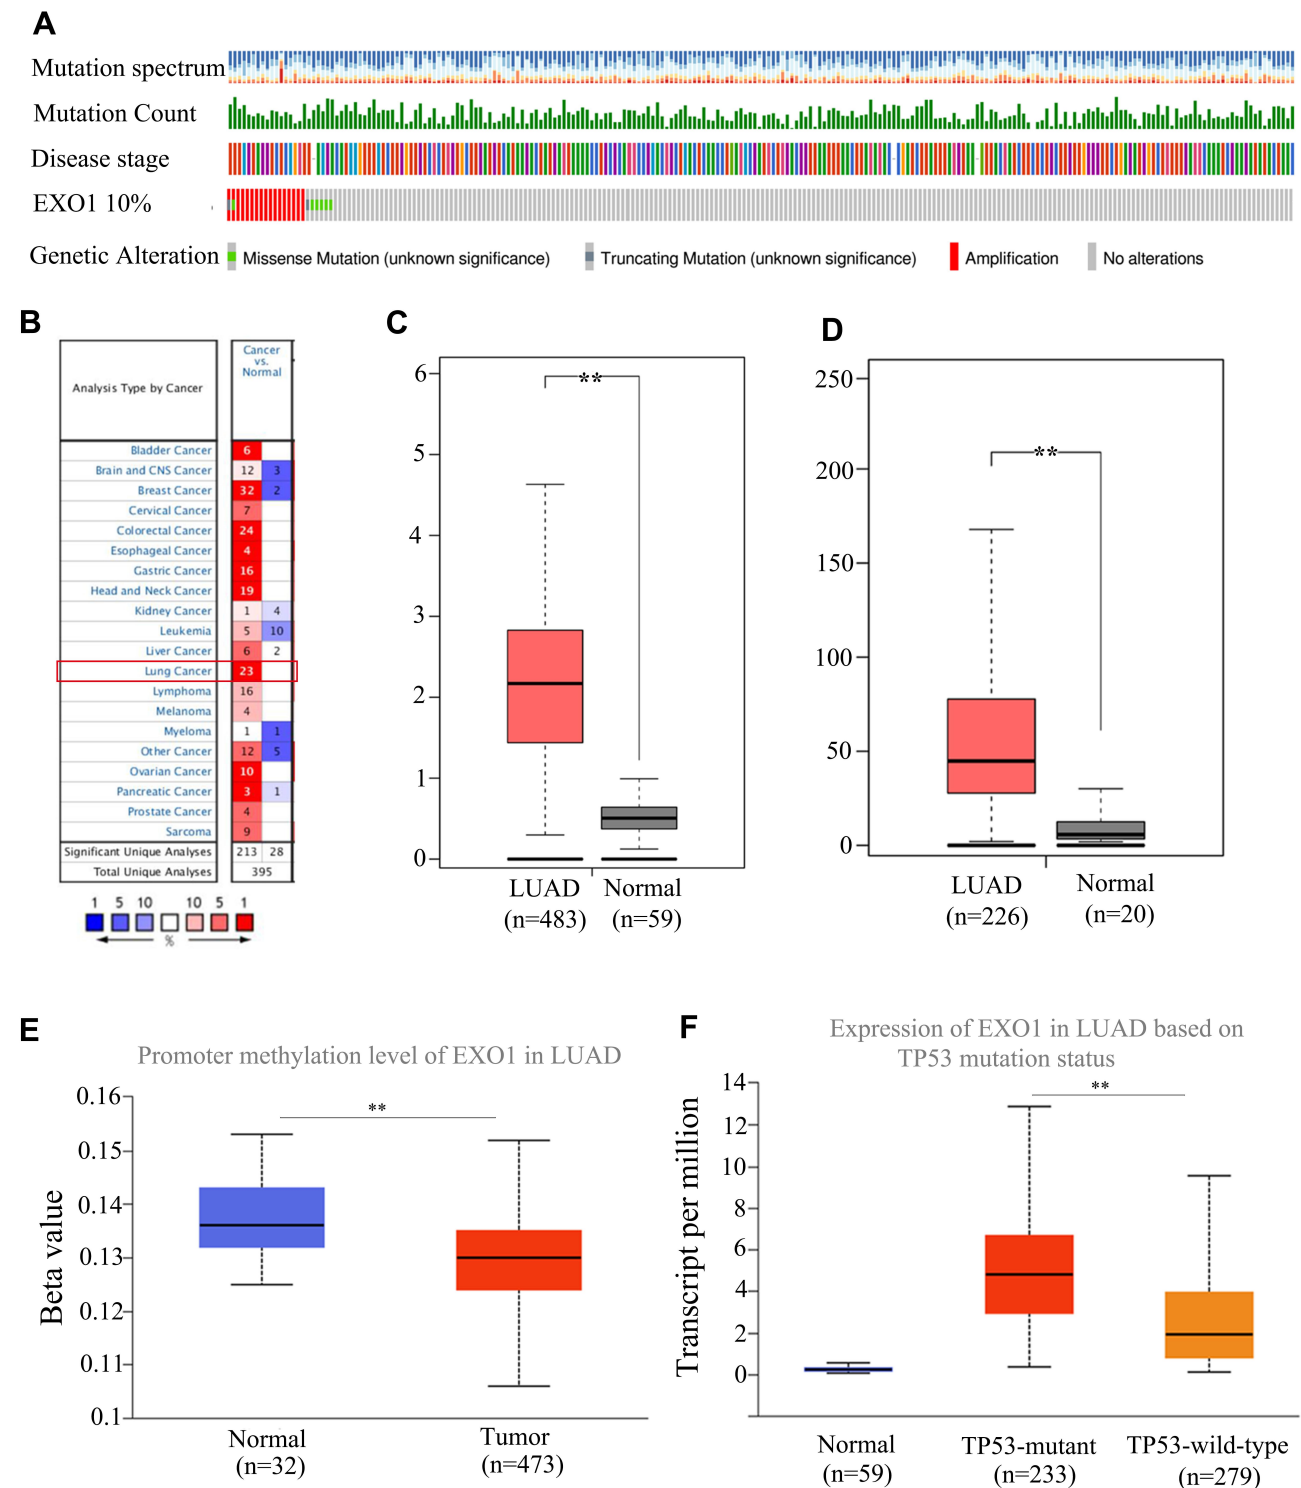 A
Mutation spectrum
Mutation Count
Disease stage
EXO1 10%
Genetic Alteration
Missense Mutation (unknown significance)
Truncating Mutation (unknown significance)
Amplification
No alterations
B
Analysis Type by Cancer
Cancer
vs.
Normal
Bladder Cancer 6
Brain and CNS Cancer 12 3
Breast Cancer 32 2
Cervical Cancer 7
Colorectal Cancer 24
Esophageal Cancer 4
Gastric Cancer 16
Head and Neck Cancer 19
Kidney Cancer 1 4
Leukemia 5 10
Liver Cancer 6 2
Lung Cancer 23
Lymphoma 16
Melanoma 4
Myeloma 1 1
Other Cancer 12 5
Ovarian Cancer 10
Pancreatic Cancer 3 1
Prostate Cancer 4
Sarcoma 9
Significant Unique Analyses 213 28
Total Unique Analyses 395
1 5 10 10 5 1
%
C
6
5
4
3
2
1
0
**
LUAD Normal
(n=483) (n=59)
D
250
200
150
100
50
0
**
LUAD Normal
(n=226) (n=20)
E
Promoter methylation level of EXO1 in LUAD
Beta value
0.16
0.15
0.14
0.13
0.12
0.11
0.1
**
Normal Tumor
(n=32) (n=473)
F
Expression of EXO1 in LUAD based on
TP53 mutation status
Transcript per million
14
12
10
8
6
4
2
0
**
Normal TP53-mutant TP53-wild-type
(n=59) (n=233) (n=279)